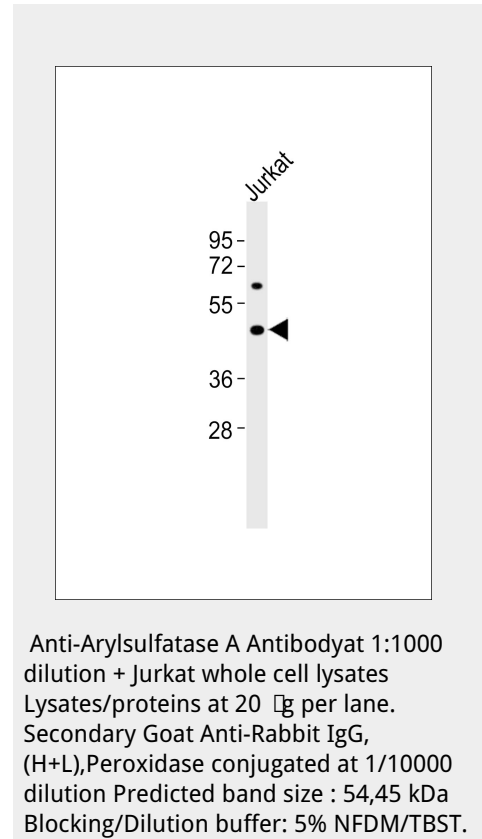 Jurkat
95-
72-
55-
36-
28-
Anti-Arylsulfatase A Antibodyat 1:1000
dilution + Jurkat whole cell lysates
Lysates/proteins at 20 □g per lane.
Secondary Goat Anti-Rabbit IgG,
(H+L),Peroxidase conjugated at 1/10000
dilution Predicted band size : 54,45 kDa
Blocking/Dilution buffer: 5% NFDM/TBST.